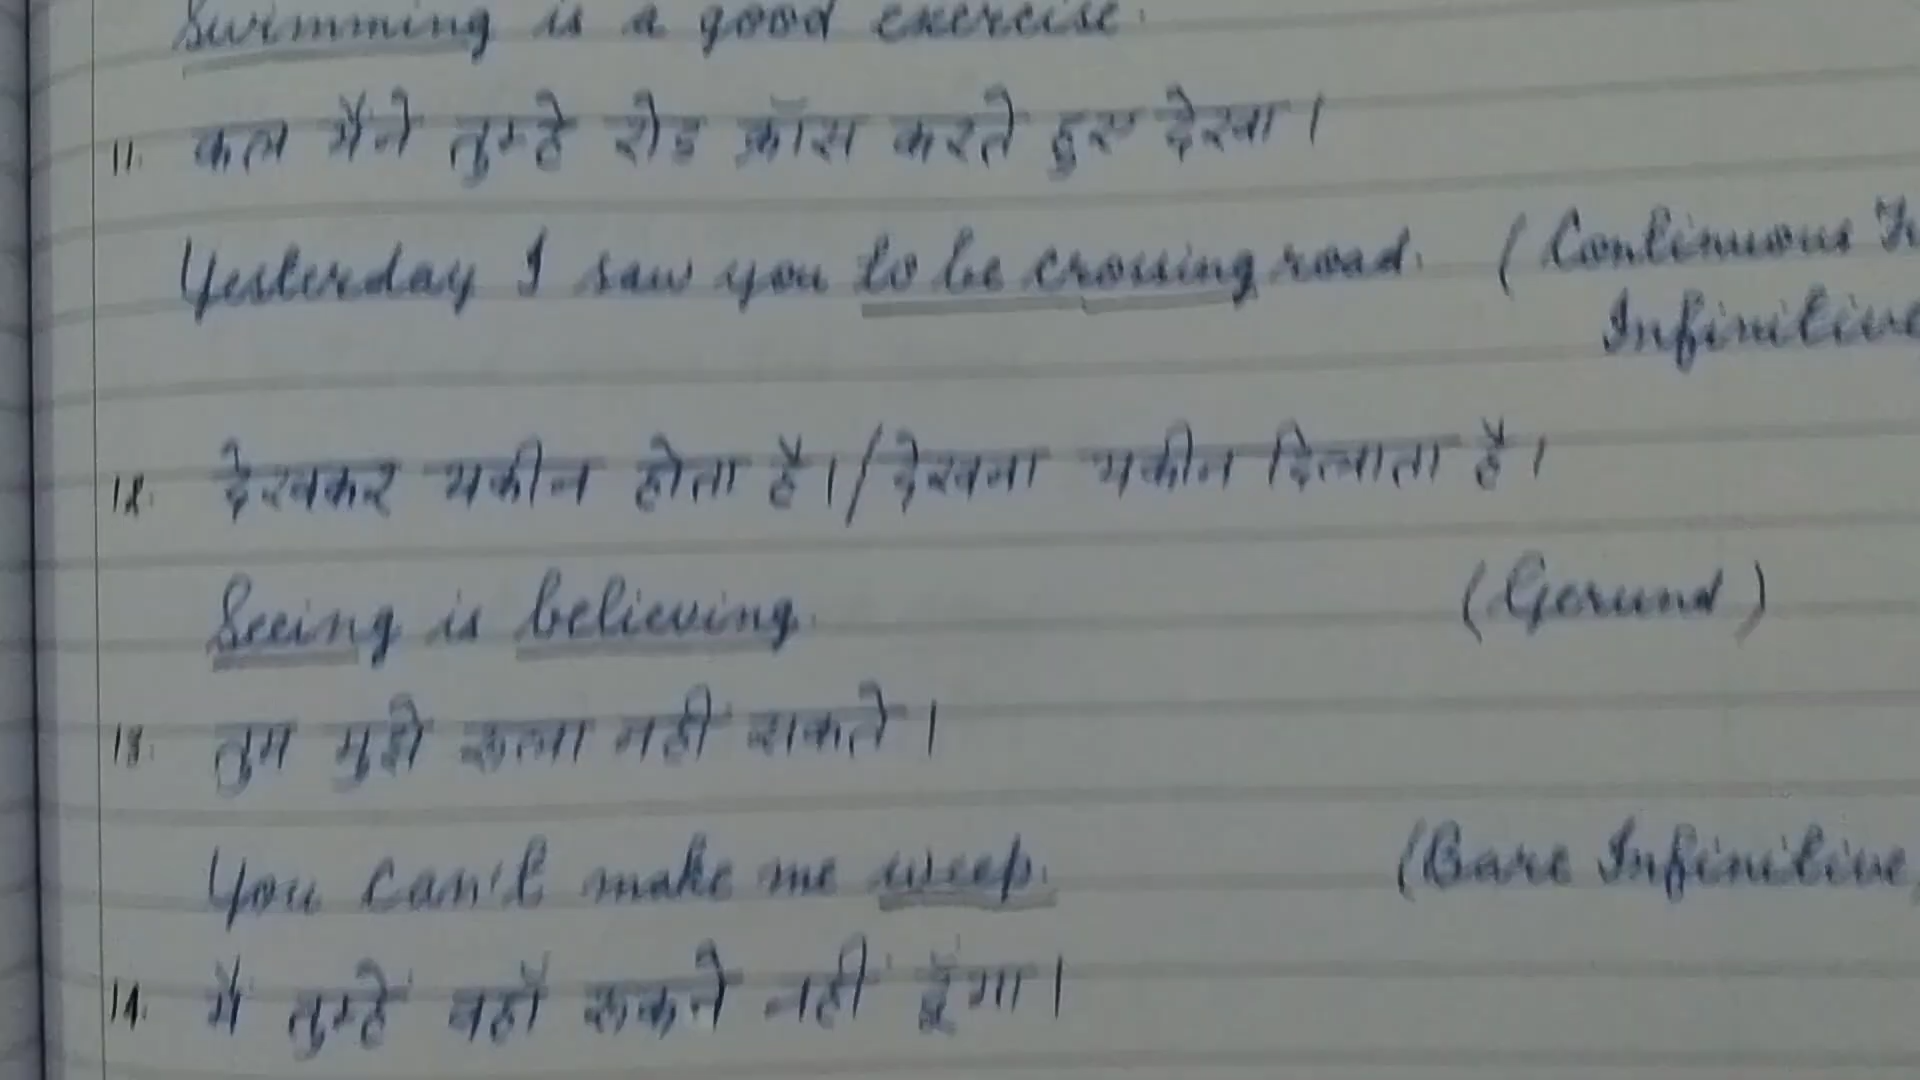 Swimming is a good exercise.
11. कल मैंने तुम्हे रोड क्रॉस करते हुए देखा।
Yesterday I saw you to be crossing road. (Continuous
Infinitive
12. देखकर यकीन होता है। / देखना यकीन दिलाता है।
Seeing is believing. (Gerund)
13. तुम मुझे रूला नहीं सकते।
You can't make me weep. (Bare Infinitive)
14. मैं तुम्हें वहाँ रूकने नहीं दूँगा।